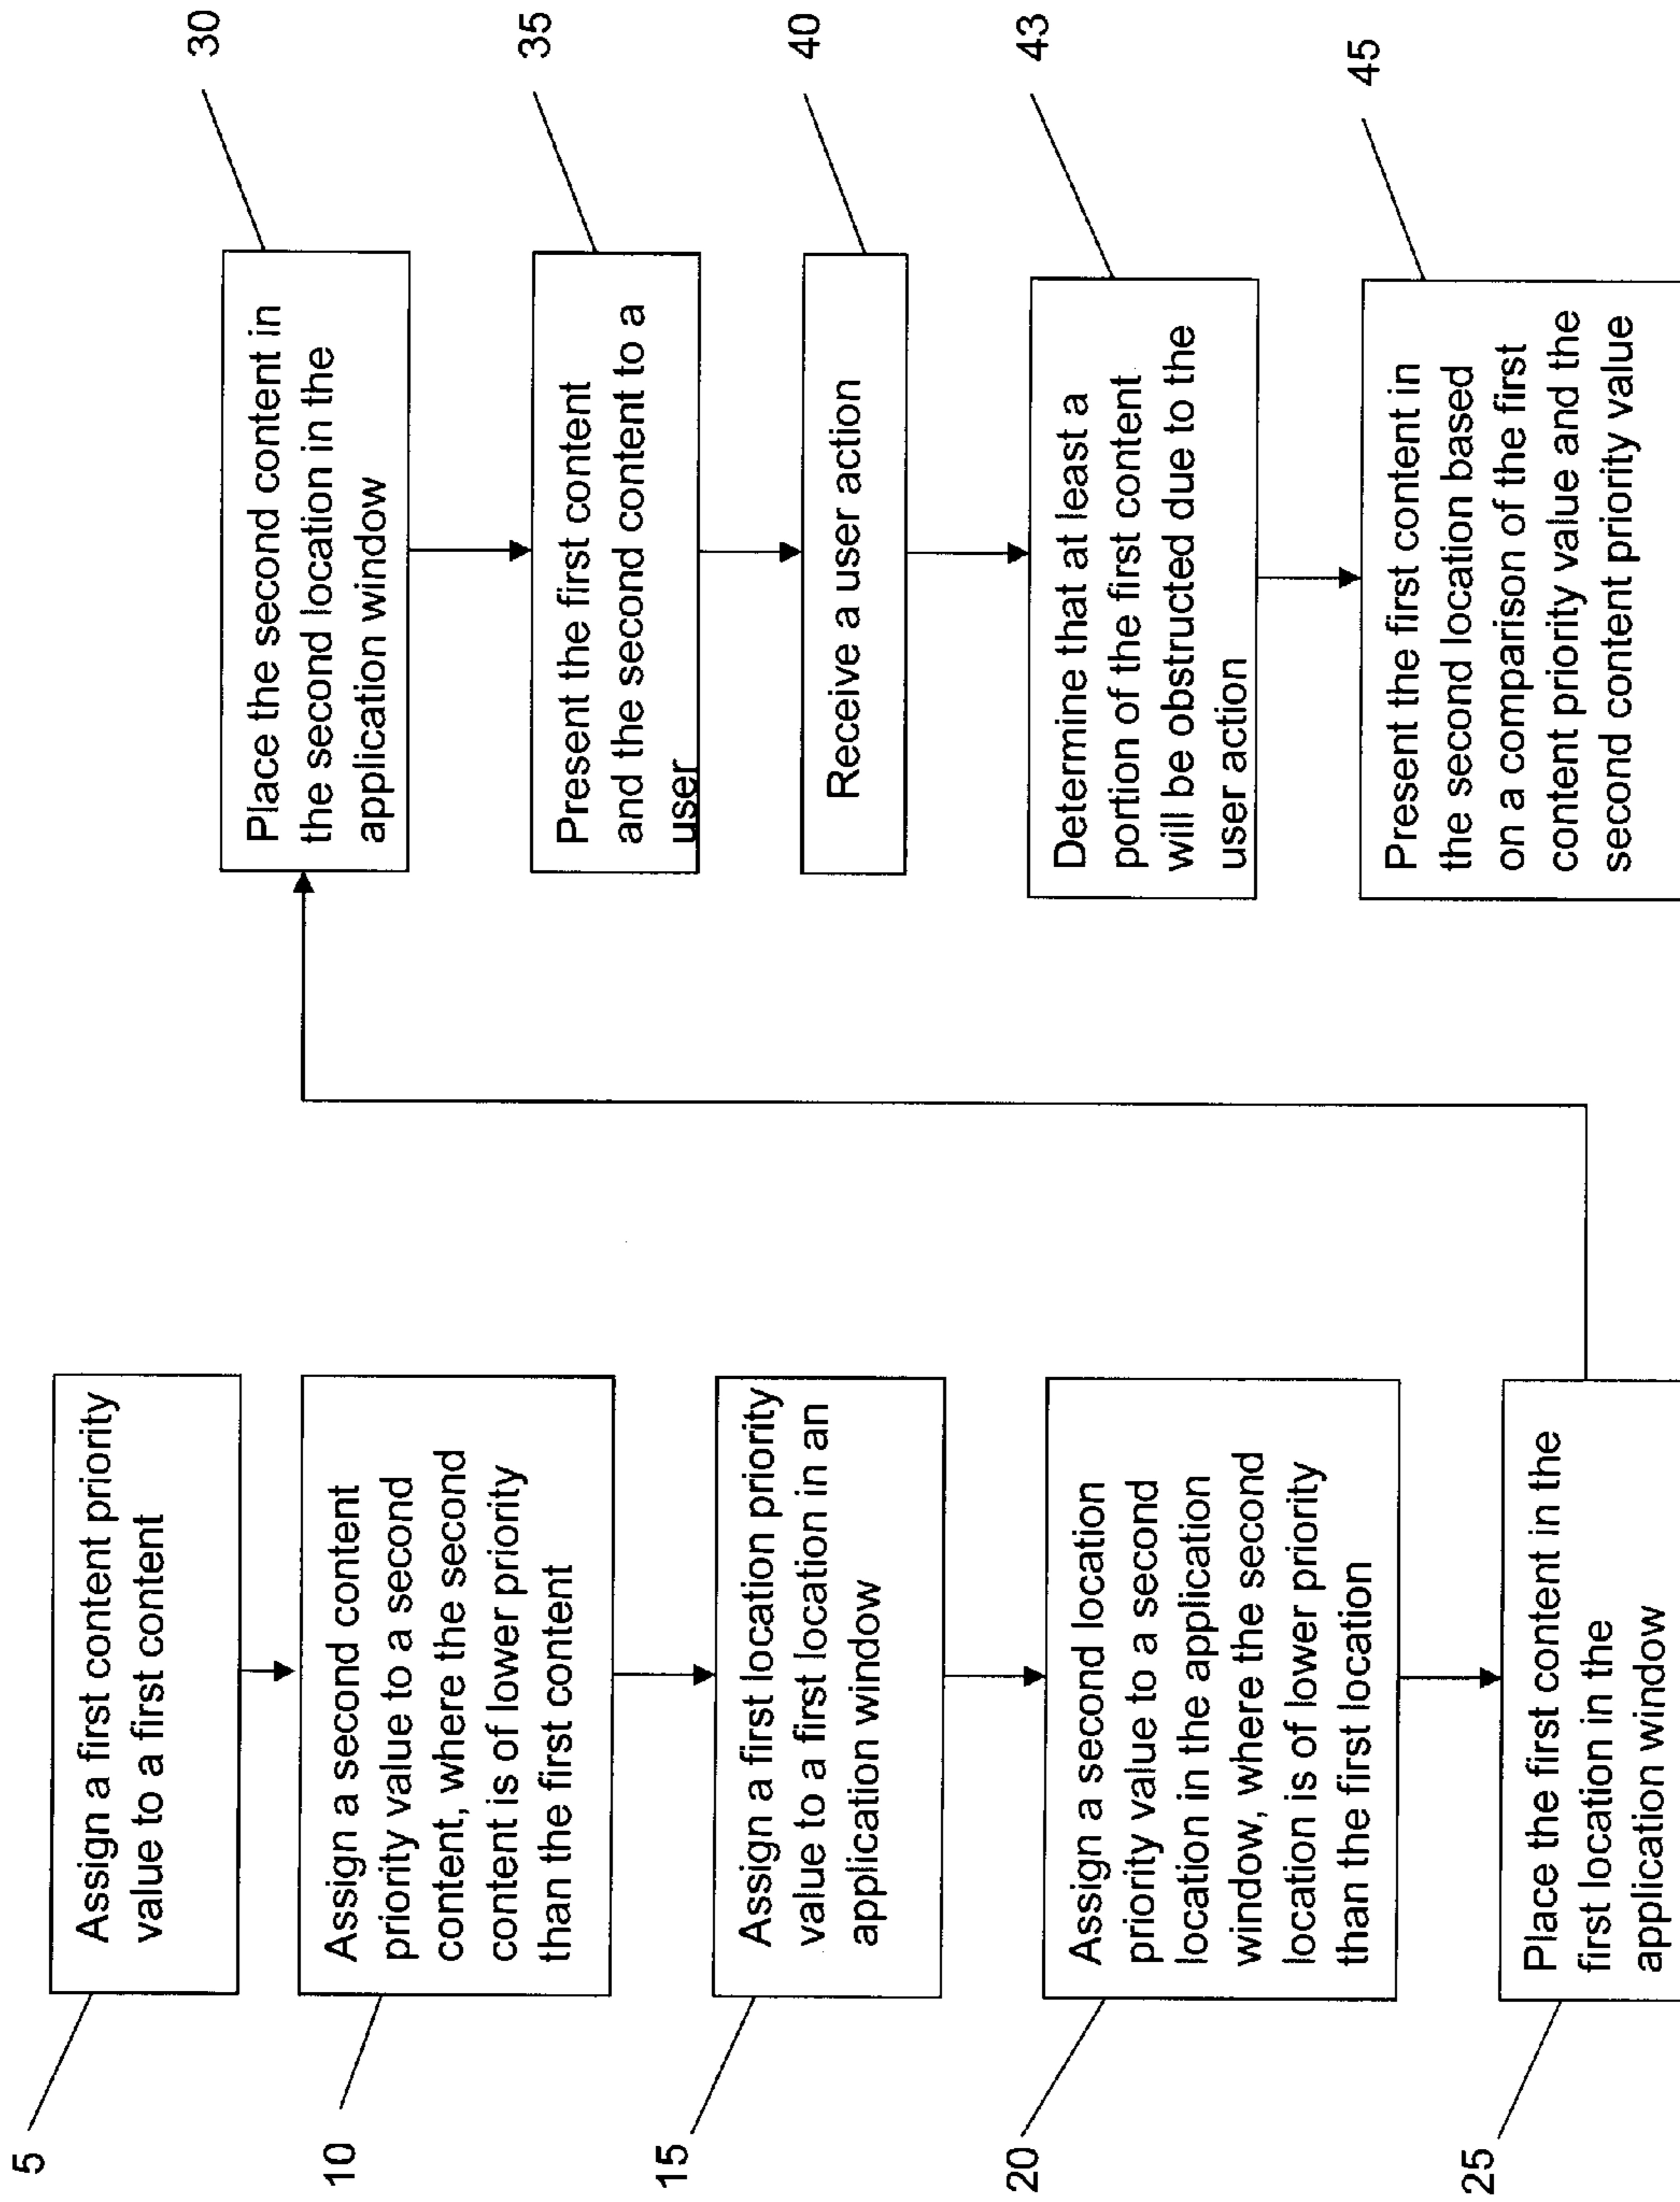 5
Assign a first content priority
value to a first content
10
Assign a second content
priority value to a second
content, where the second
content is of lower priority
than the first content
15
Assign a first location priority
value to a first location in an
application window
20
Assign a second location
priority value to a second
location in the application
window, where the second
location is of lower priority
than the first location
25
Place the first content in the
first location in the
application window
30
Place the second content in
the second location in the
application window
35
Present the first content
and the second content to a
user
40
Receive a user action
43
Determine that at least a
portion of the first content
will be obstructed due to the
user action
45
Present the first content in
the second location based
on a comparison of the first
content priority value and the
second content priority value